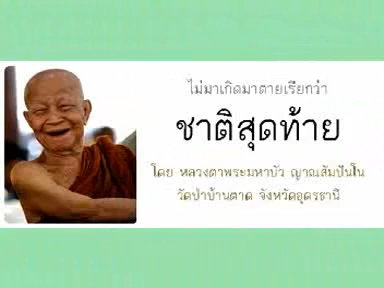 ไม่มาเกิดมาตายเรียกว่า
ชาติสุดท้าย
โดย หลวงตาพระมหาบัว ญาณสัมปันโน
วัดป่าบ้านตาด จังหวัดอุดรธานี